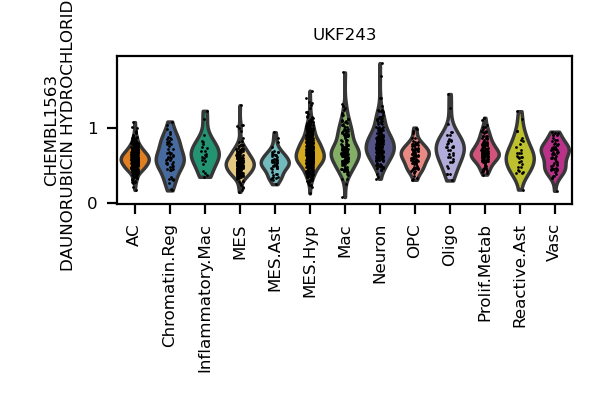 UKF243
CHEMBL1563
DAUNORUBICIN HYDROCHLORID
1
0
AC
Chromatin.Reg
Inflammatory.Mac
MES
MES.Ast
MES.Hyp
Mac
Neuron
OPC
Oligo
Prolif.Metab
Reactive.Ast
Vasc